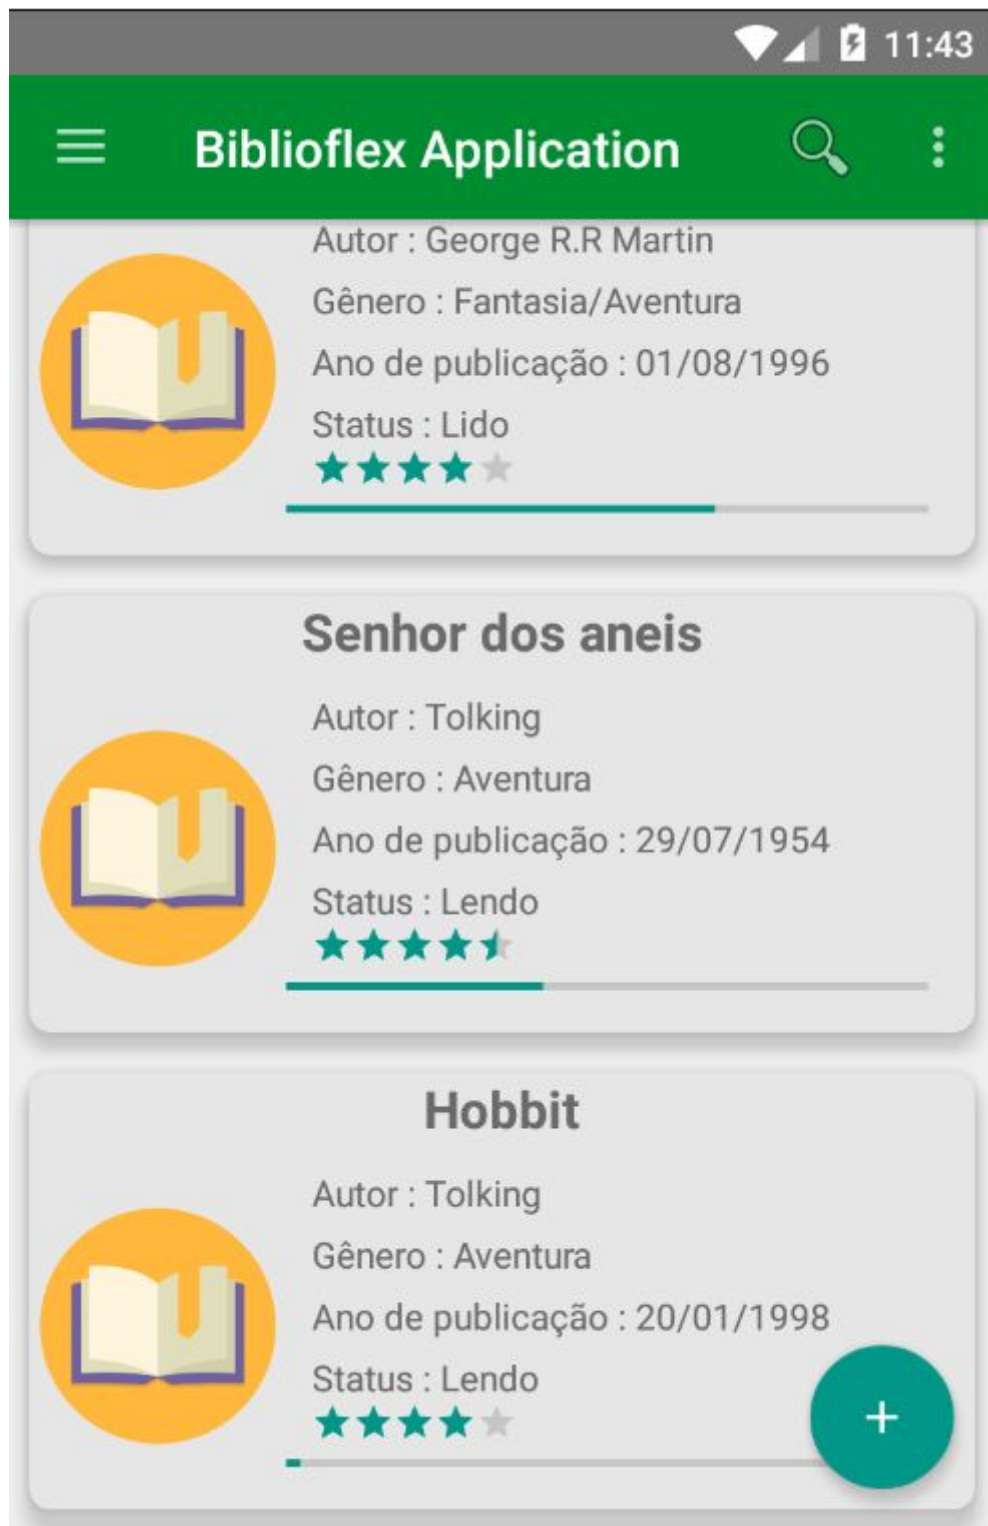 11:43
Biblioflex Application
Autor : George R.R Martin
Gênero : Fantasia/Aventura
Ano de publicação : 01/08/1996
Status : Lido
Senhor dos aneis
Autor : Tolking
Gênero : Aventura
Ano de publicação : 29/07/1954
Status : Lendo
Hobbit
Autor : Tolking
Gênero : Aventura
Ano de publicação : 20/01/1998
Status : Lendo
+